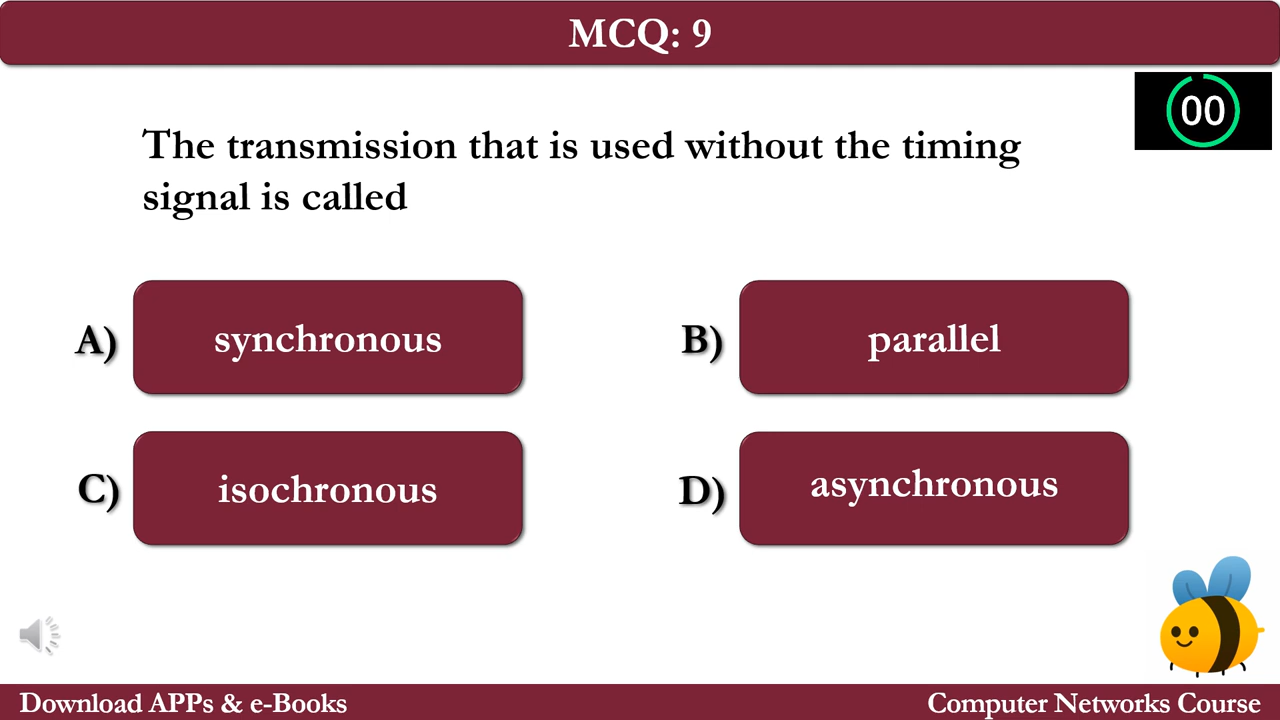 MCQ: 9
00
The transmission that is used without the timing
signal is called
A) synchronous
B) parallel
C) isochronous
D) asynchronous
Download APPs & e-Books
Computer Networks Course